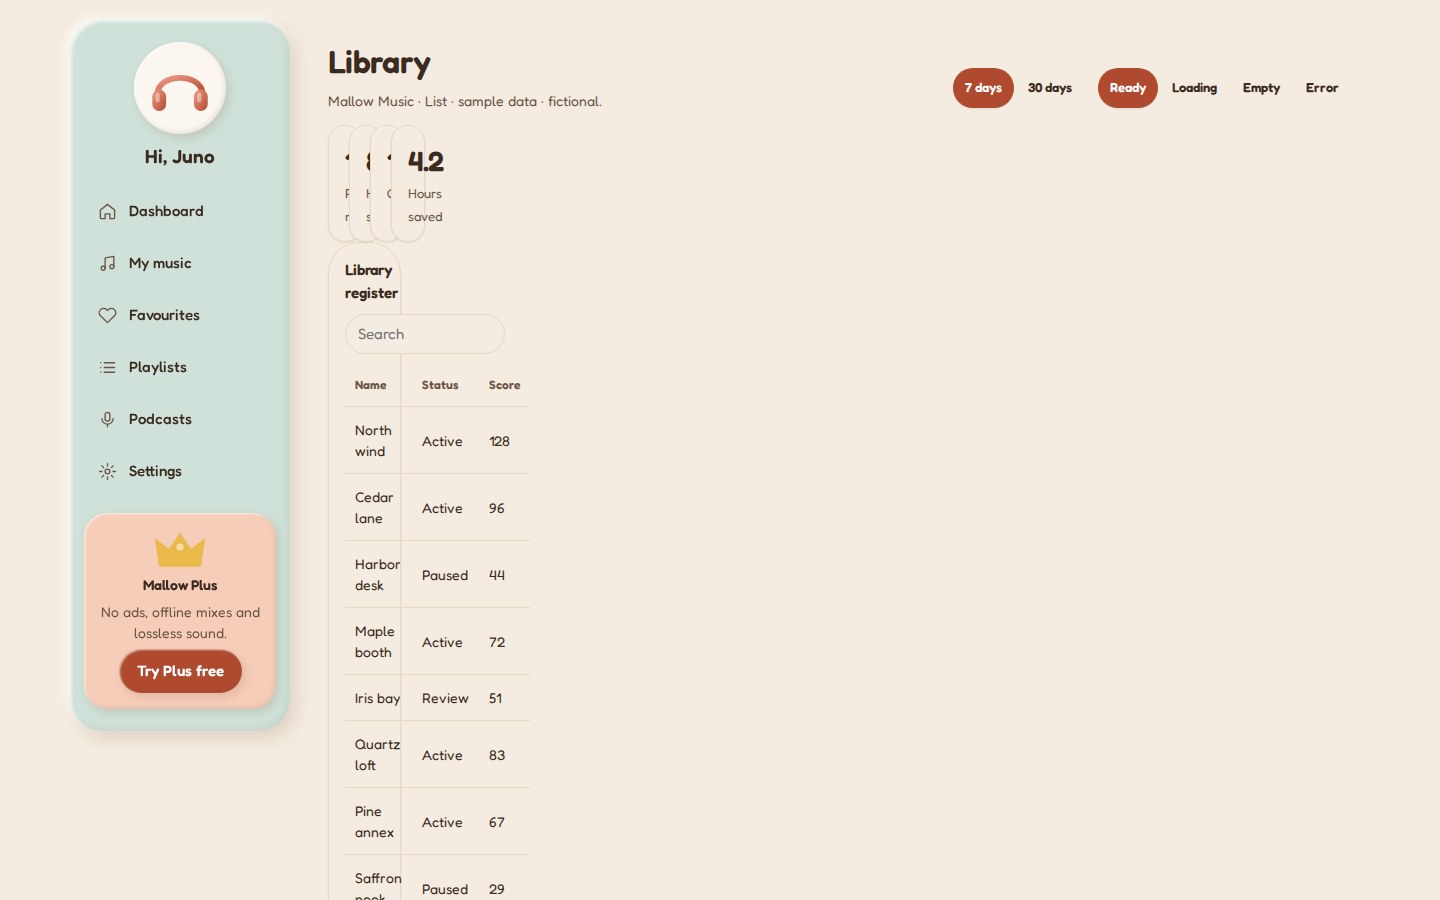 Hi, Juno
Dashboard
My music
Favourites
Playlists
Podcasts
Settings
Mallow Plus
No ads, offline mixes and
lossless sound.
Try Plus free
Library
Mallow Music · List · sample data · fictional.
7 days
30 days
Ready
Loading
Empty
Error
4.2
Hours
saved
Library
register
Search
Name Status Score
North
wind
Active 128
Cedar
lane
Active 96
Harbor
desk
Paused 44
Maple
booth
Active 72
Iris bay Review 51
Quartz
loft
Active 83
Pine
annex
Active 67
Saffron
Paused 29